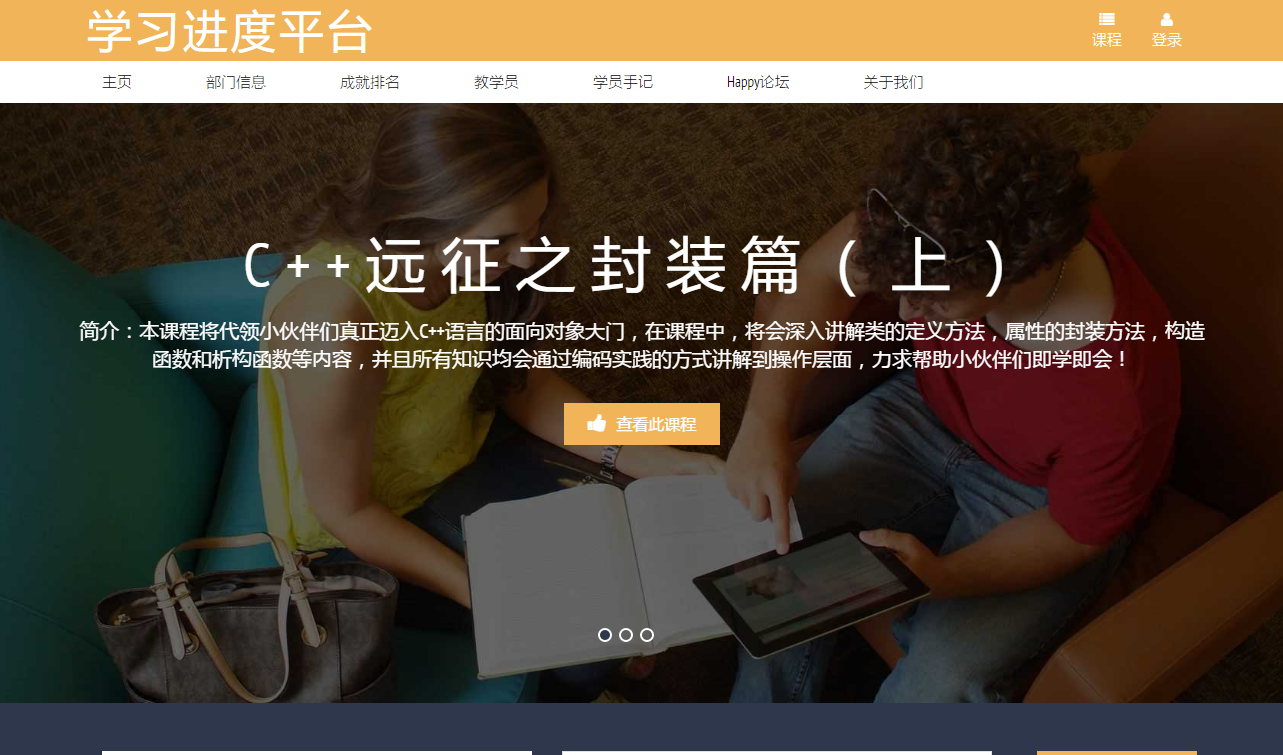 学习进度平台
课程 登录
主页 部门信息 成就排名 教学员 学员手记 Happy论坛 关于我们
C++远征之封装篇（上）
简介：本课程将代领小伙伴们真正迈入C++语言的面向对象大门，在课程中，将会深入讲解类的定义方法，属性的封装方法，构造
函数和析构函数等内容，并且所有知识均会通过编码实践的方式讲解到操作层面，力求帮助小伙伴们即学即会！
查看此课程